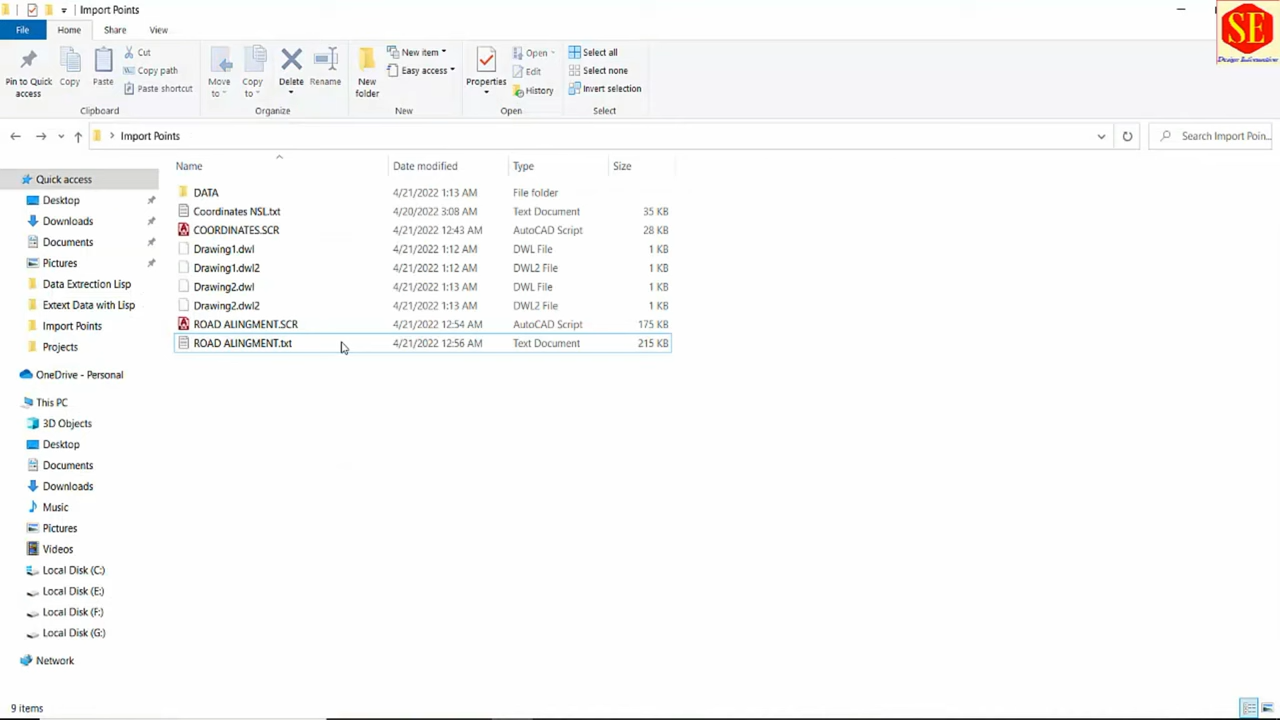 Import Points
SE
Design Informative
File Home Share View
Pin to Quick access
Copy
Paste
Cut
Copy path
Paste shortcut
Clipboard
Move to
Copy to
Delete
Rename
Organize
New folder
New item
Easy access
New
Properties
Open
Edit
History
Open
Select all
Select none
Invert selection
Select
Import Points
Search Import Poin...
Name Date modified Type Size
DATA 4/21/2022 1:13 AM File folder
Coordinates NSL.txt 4/20/2022 3:08 AM Text Document 35 KB
COORDINATES.SCR 4/21/2022 12:43 AM AutoCAD Script 28 KB
Drawing1.dwl 4/21/2022 1:12 AM DWL File 1 KB
Drawing1.dwl2 4/21/2022 1:12 AM DWL2 File 1 KB
Drawing2.dwl 4/21/2022 1:13 AM DWL File 1 KB
Drawing2.dwl2 4/21/2022 1:13 AM DWL2 File 1 KB
ROAD ALINGMENT.SCR 4/21/2022 12:54 AM AutoCAD Script 175 KB
ROAD ALINGMENT.txt 4/21/2022 12:56 AM Text Document 215 KB
Quick access
Desktop
Downloads
Documents
Pictures
Data Extrection Lisp
Extext Data with Lisp
Import Points
Projects
OneDrive - Personal
This PC
3D Objects
Desktop
Documents
Downloads
Music
Pictures
Videos
Local Disk (C:)
Local Disk (E:)
Local Disk (F:)
Local Disk (G:)
Network
9 items